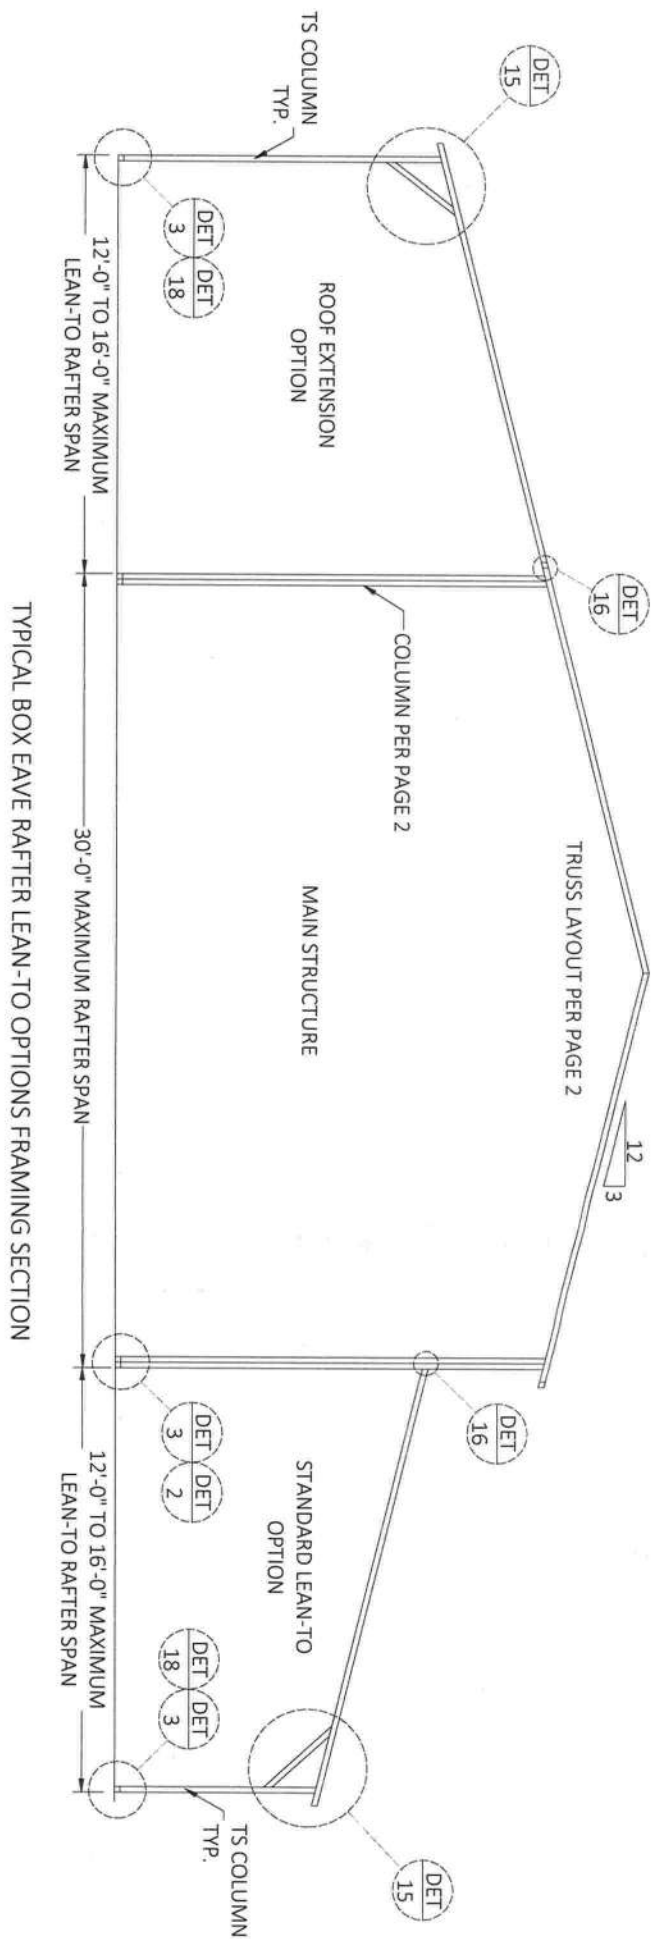 DET
15
TS COLUMN
TYP.
DET
3
DET
18
ROOF EXTENSION
OPTION
12'-0" TO 16'-0" MAXIMUM
LEAN-TO RAFTER SPAN
DET
16
COLUMN PER PAGE 2
TRUSS LAYOUT PER PAGE 2
MAIN STRUCTURE
30'-0" MAXIMUM RAFTER SPAN
12
3
DET
16
DET
3
DET
2
STANDARD LEAN-TO
OPTION
12'-0" TO 16'-0" MAXIMUM
LEAN-TO RAFTER SPAN
DET
18
DET
3
TS COLUMN
TYP.
DET
15
TYPICAL BOX EAVE RAFTER LEAN-TO OPTIONS FRAMING SECTION